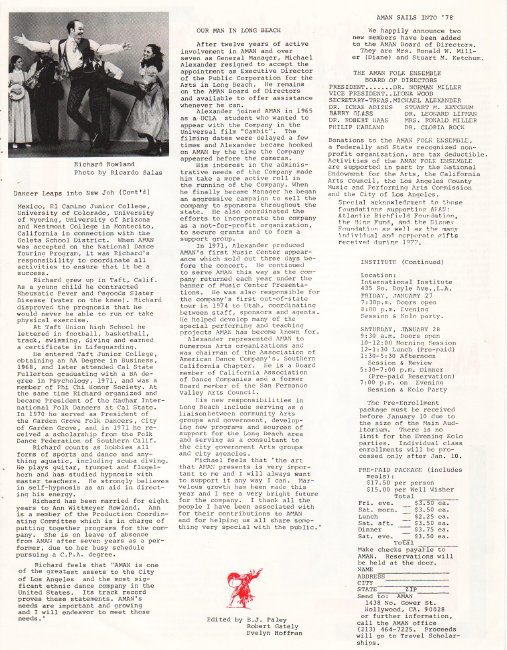 Richard Rowland
Photo by Ricardo Salas
Dancer Leaps into New Job (Cont'd)
Mexico, El Camino Junior College,
University of Colorado, University
of Wyoming, University of Arizona
and Westmont College in Montecito,
California in connection with the
Goleta School District. When AMAN
was accepted on the National Dance
Touring Program, it was Richard's
responsibility to coordinate all
activities to ensure that it be a
success.
Richard grew up in Taft, Calif.
As a young child he contracted
Rheumatic Fever and
Disease (water on the knee). Richard
disproved the prognosis that he
would never be able to run or take
physical exercise.
At Taft Union High School he
lettered in football, basketball,
track, swimming, diving and earned
a certificate in Lifeguarding.
He entered Taft Junior College,
obtaining an AA Degree in Business,
1968, and later attended Cal State
Fullerton graduating with a BA de-
gree in Psychology, 1971, and was a
member of Phi Chi Honor Society. At
the same time Richard organized and
became President of the Inter-
national Folk Dancers at Cal State.
In 1970 he served as President of
the Garden Grove Folk Dancers, City
of Garden Grove, and in 1971 he re-
ceived a scholarship from the Folk
Dance Federation of Southern Calif.
Richard counts as hobbies all
forms of sports and dance and any-
thing aquatic, including scuba diving.
He plays guitar, trumpet and flugel-
horn and has studied hypnosis with
master teachers. He strongly believes
in self-hypnosis as an aid in direct-
ing his energy.
Richard has been married for eight
years to Ann Wittmeyer Rowland. Ann
is a member of the Production Coordin-
ating Committee which is in charge of
putting together programs for the com-
pany. She is on leave of absence
from AMAN after seven years as a per-
former, due to her busy schedule
pursuing a C.P.A. degree.
Richard feels that "AMAN is one
of the greatest assets to the City
of Los Angeles and the most sig-
nificant ethnic dance company in the
United States. Its track record
proves these statements. AMAN's
needs are important and growing
and I will endeavor to meet those
needs."
OUR MAN IN LONG BEACH
After twelve years of active
involvement in AMAN and over
seven as General Manager, Michael
Alexander resigned to accept the
appointment as Executive Director
of the Public Corporation for the
Arts in Long Beach. He remains
on the AMAN Board of Directors
and available to offer assistance
whenever he can.
Alexander joined AMAN in 1965
as a UCLA student who wanted to
appear with the Company in the
Universal film "Gambit". The
filming dates were delayed a few
times and Alexander became hooked
on AMAN by the time the Company
appeared before the cameras.
His interest in the adminis-
trative needs of the Company made
him take a more active roll in
the running of the Company. When
he finally became Manager he began
an aggressive campaign to sell the
company to sponsors throughout the
state. He also coordinated the
efforts to incorporate the company
as a not-for-profit organization,
to secure grants and to form a
support group.
In 1971, Alexander produced
AMAN's first Music Center appear-
ance which sold out three days be-
fore the concert. He continued
to serve AMAN this way as the com-
pany returned each year under the
banner of Music Center Presenta-
tions. He was also responsible for
the company's first out-of-state
tour in 1974 to Utah, coordinating
between staff, sponsors and agents.
He helped develop many of the
special performing and teaching
projects AMAN has become known for.
Alexander represented AMAN to
numerous Arts organizations and
was chairman of the Association of
American Dance Company's, Southern
California Chapter. He is a Board
member of California Association
of Dance Companies and a former
Board member of the San Fernando
Valley Arts Council.
His new responsibilities in
Long Beach include serving as a
liaison between community Arts
groups and government, develop-
ing new programs and sources of
support for the Long Beach area
and serving as a consultant to
the city government Arts groups
and city agencies.
Michael feels that "the art
that AMAN presents is very impor-
tant to me and I will always want
to support it any way I can. Mar-
velous growth has been made this
year and I see a very bright future
for the company. I thank all the
people I have been associated with
for their contributions to AMAN
and for helping us all share some-
thing very special with the public."
Edited by B.J. Paley
Robert Gately
Evelyn Hoffman
AMAN SAILS INTO '78
We happily announce two
new members have been added
to the AMAN Board of Directors.
They are Mrs. Ronald W. Mill-
er (Diane) and Stuart M. Ketchum.
THE AMAN FOLK ENSEMBLE
BOARD OF DIRECTORS
PRESIDENT.......DR. NORMAN MILLER
VICE PRESIDENT..LEONA WOOD
SECRETARY-TREAS.MICHAEL ALEXANDER
DR. STUART M. KETCHUM
BARRY GLASS DR. LEONARD LIPMAN
DR. ROBERT HAAS MRS. RONALD MILLER
PHILIP HARLAND DR. GLORIA ROCK
Donations to the AMAN FOLK ENSEMBLE,
a Federally and State recognized non-
profit organization, are tax deductible.
Activities of the AMAN FOLK ENSEMBLE
are supported in part by the National
Endowment for the Arts, the California
Arts Council, the Los Angeles County
Music and Performing Arts Commission
and the City of Los Angeles.
Special acknowledgement to these
foundations supporting AMAN:
Atlantic Richfield Foundation,
the Foundation, and the Disney
Foundation as well as the many
individual and corporate gifts
received during 1977.
INSTITUTE (Continued)
Location:
International Institute
435 So. Boyle Ave.,L.A.
FRIDAY, JANUARY 27
7:30p.m. Doors open
8:00 p.m. Evening
Session & Kolo party.
SATURDAY, JANUARY 28
9:30 a.m. Doors open
10-12:00 Morning Session
12-1:30 Lunch (Pre-paid)
1:30-5:30 Afternoon
Session & Review
5:30-7:00 p.m. Dinner
(Pre-paid Reservation)
7:00 p.m. on Evening
Session & Kolo Party
The Pre-Enrollment
package must be received
before January 10 due to
the size of the Main Aud-
itorium. There is no
limit for the Evening Kolo
parties. Individual class
enrollments will be pro-
cessed only after Jan. 10.
PRE-PAID PACKAGE (includes
meals):
$17.50 per person
$15.00 per Well Wisher
Total
Fri. eve. $3.50 ea.
Sat. morn. $3.50 ea.
Lunch $2.25 ea.
Sat. aft. $3.50 ea.
Dinner $3.75 ea.
Sat. eve. $3.50 ea.
Total
Make checks payable to
AMAN. Reservations will
be held at the door.
NAME
ADDRESS
CITY
STATE ZIP
Send to: AMAN
1438 No. Gower St.
Hollywood, CA. 90028
or further information,
call the AMAN office
(213) 464-7225. Proceeds
will go to Travel Scholar-
ships.